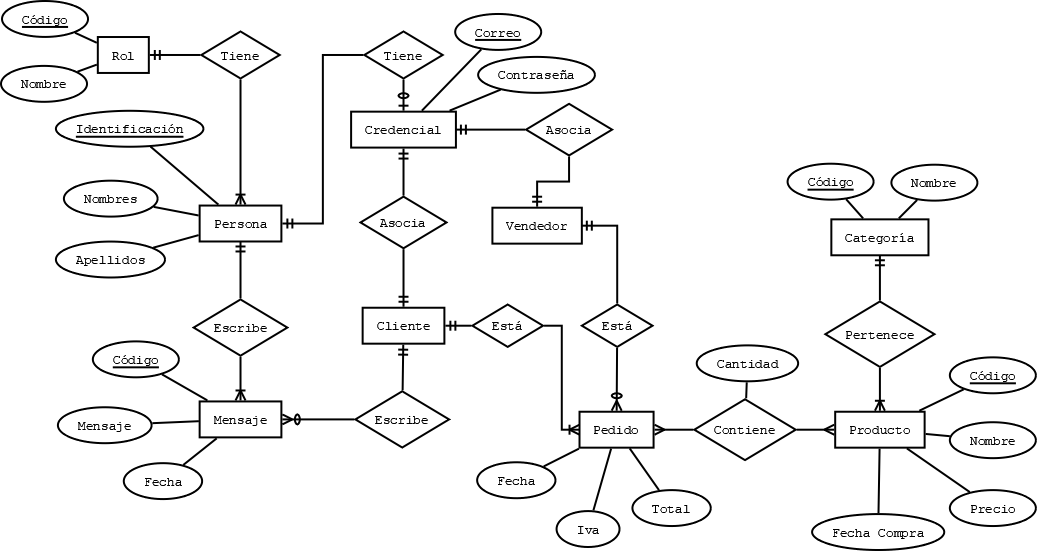 Código
Rol
Nombre
Tiene
Tiene
Correo
Contraseña
Credencial
Asocia
Identificación
Nombres
Persona
Apellidos
Asocia
Vendedor
Código
Nombre
Categoría
Escribe
Cliente
Está
Está
Pertenece
Código
Mensaje
Mensaje
Fecha
Escribe
Cantidad
Pedido
Contiene
Producto
Código
Nombre
Precio
Fecha Compra
Fecha
Iva
Total